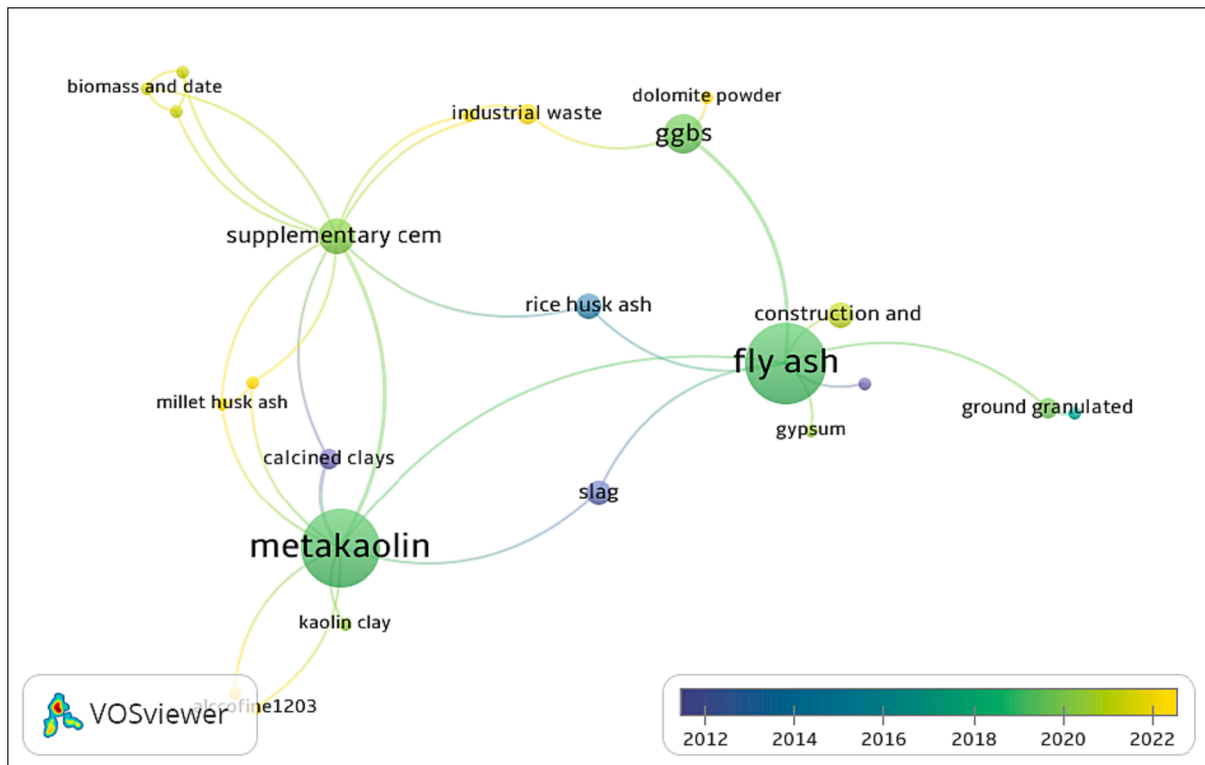 biomass and date
industrial waste
dolomite powder
ggbs
supplementary cem
rice husk ash
construction and
fly ash
millet husk ash
ground granulated
gypsum
calcined clays
slag
metakaolin
kaolin clay
alccofine1203
VOSviewer
2012 2014 2016 2018 2020 2022